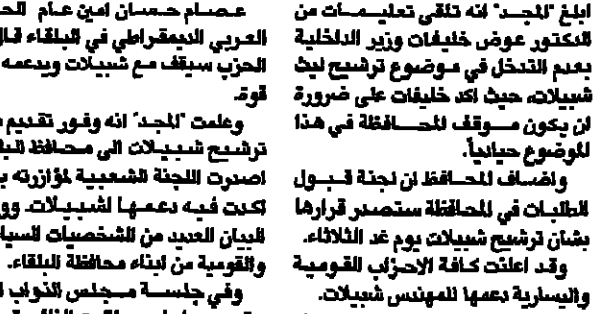 ابلغ "المجد" انه تلقى تعليمات من
الدكتور عوض خليفات وزير الداخلية
بعدم التدخل في موضوع ترشيح ليث
شبيلات، حيث اكد خليفات على ضرورة
ان يكون موقف المحافظة في هذا
الموضوع حيادياً.
واضاف المحافظ ان لجنة قبول
الطلبات في المحافظة ستصدر قرارها
بشأن ترشيح شبيلات يوم غد الثلاثاء.
وقد اعلنت كافة الاحزاب القومية
واليسارية دعمها للمهندس شبيلات.
عصام حسان امين عام
العربي الديمقراطي في البلقاء قال
الحزب سيقف مع شبيلات ويدعمه
قوة.
وعلمت "المجد" انه وفور تقديم
ترشيح شبيلات الى محافظ
اصدرت اللجنة الشعبية لمؤازرته
اكدت فيه دعمها لشبيلات.
البيان العديد من الشخصيات
والقومية من ابناء محافظة البلقاء.
وفي جلسة مجلس النواب